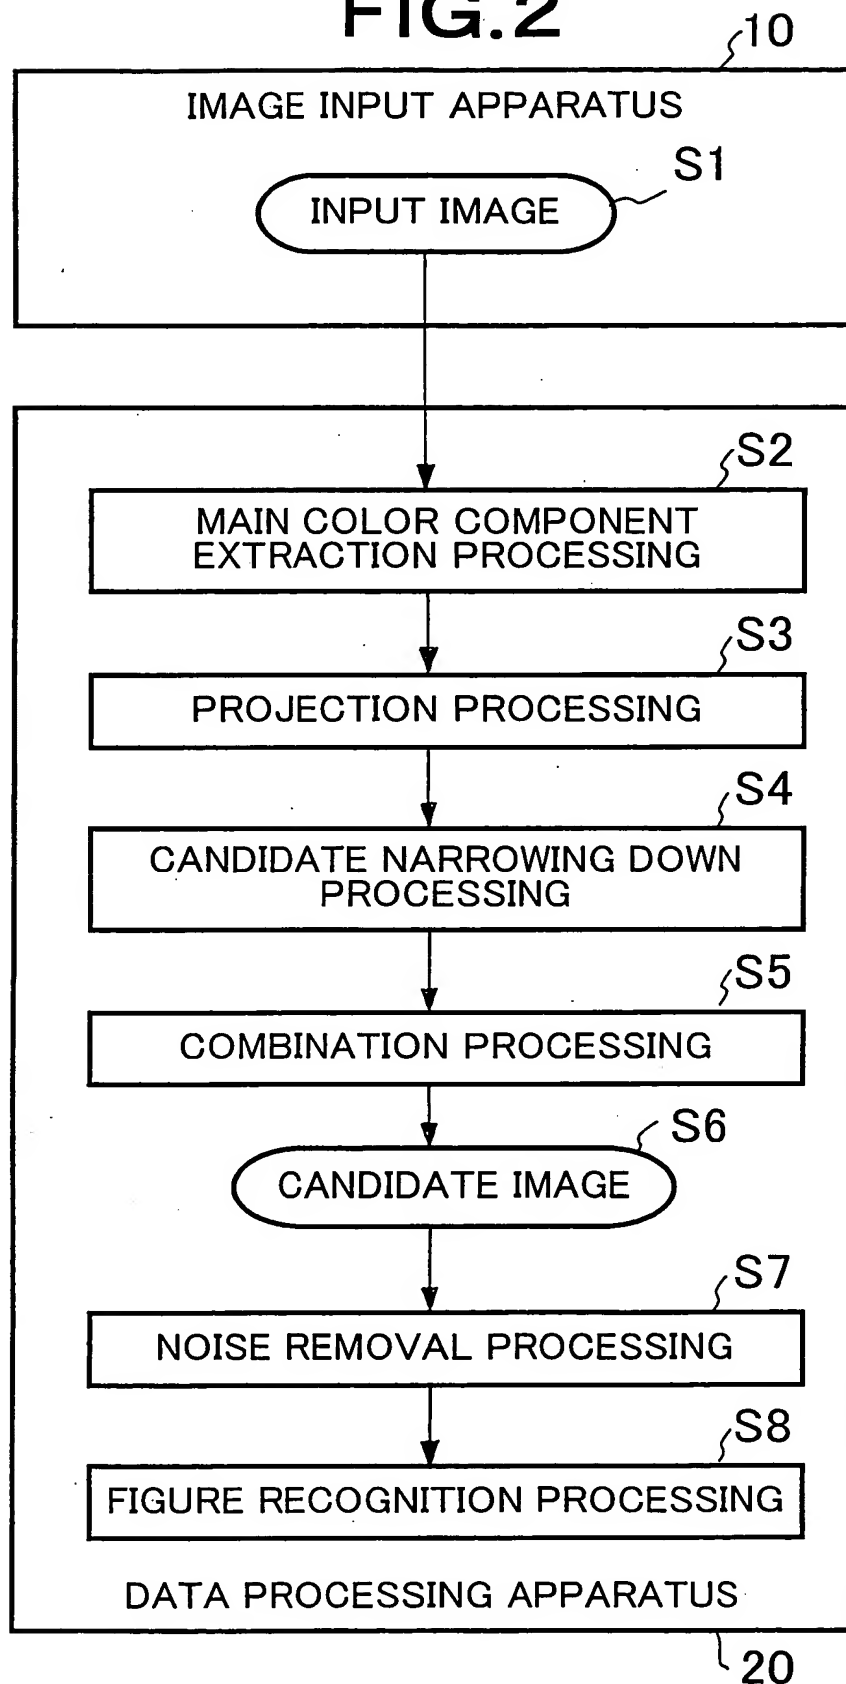 FIG.2
10
IMAGE INPUT APPARATUS
S1
INPUT IMAGE
S2
MAIN COLOR COMPONENT
EXTRACTION PROCESSING
S3
PROJECTION PROCESSING
S4
CANDIDATE NARROWING DOWN
PROCESSING
S5
COMBINATION PROCESSING
S6
CANDIDATE IMAGE
S7
NOISE REMOVAL PROCESSING
S8
FIGURE RECOGNITION PROCESSING
DATA PROCESSING APPARATUS
20